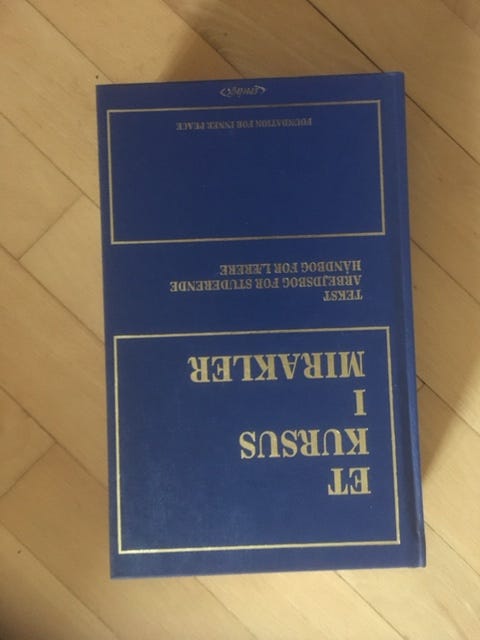 ET
KURSUS
I
MIRAKLER
TEKST
ARBEJDSBOG FOR STUDERENDE
HÅNDBOG FOR LÆRERE
FOUNDATION FOR INNER PEACE